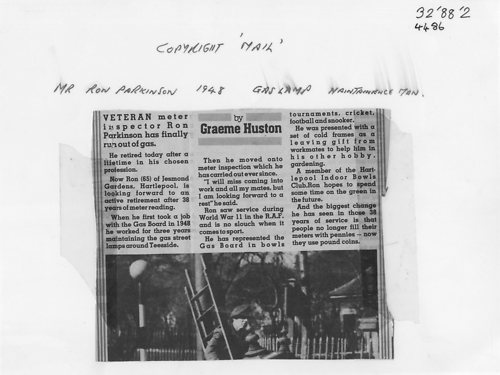 32'88'2
4486
COPYRIGHT 'MAIL'
MR RON PARKINSON 1948 GAS LAMP MAINTAINANCE MAN.
VETERAN meter
inspector Ron
Parkinson has finally
run out of gas.
He retired today after a
lifetime in his chosen
profession.
Now Ron (65) of Jesmond
Gardens, Hartlepool, is
looking forward to an
active retirement after 38
years of meter reading.
When he first took a job
with the Gas Board in 1948
he worked for three years
maintaining the gas street
lamps around Teesside.
by
Graeme Huston
Then he moved onto
meter inspection which he
has carried out ever since.
"I will miss coming into
work and all my mates, but
I am looking forward to a
rest" he said.
Ron saw service during
World War 11 in the R.A.F.
and is no slouch when it
comes to sport.
He has represented the
Gas Board in bowls
tournaments, cricket,
football and snooker.
He was presented with a
set of cold frames as a
leaving gift from
workmates to help him in
his other hobby,
gardening.
A member of the Hart-
lepool Indoor Bowls
Club,Ron hopes to spend
some time on the green in
the future.
And the biggest change
he has seen in those 38
years of service is that
people no longer fill their
meters with pennies — now
they use pound coins.